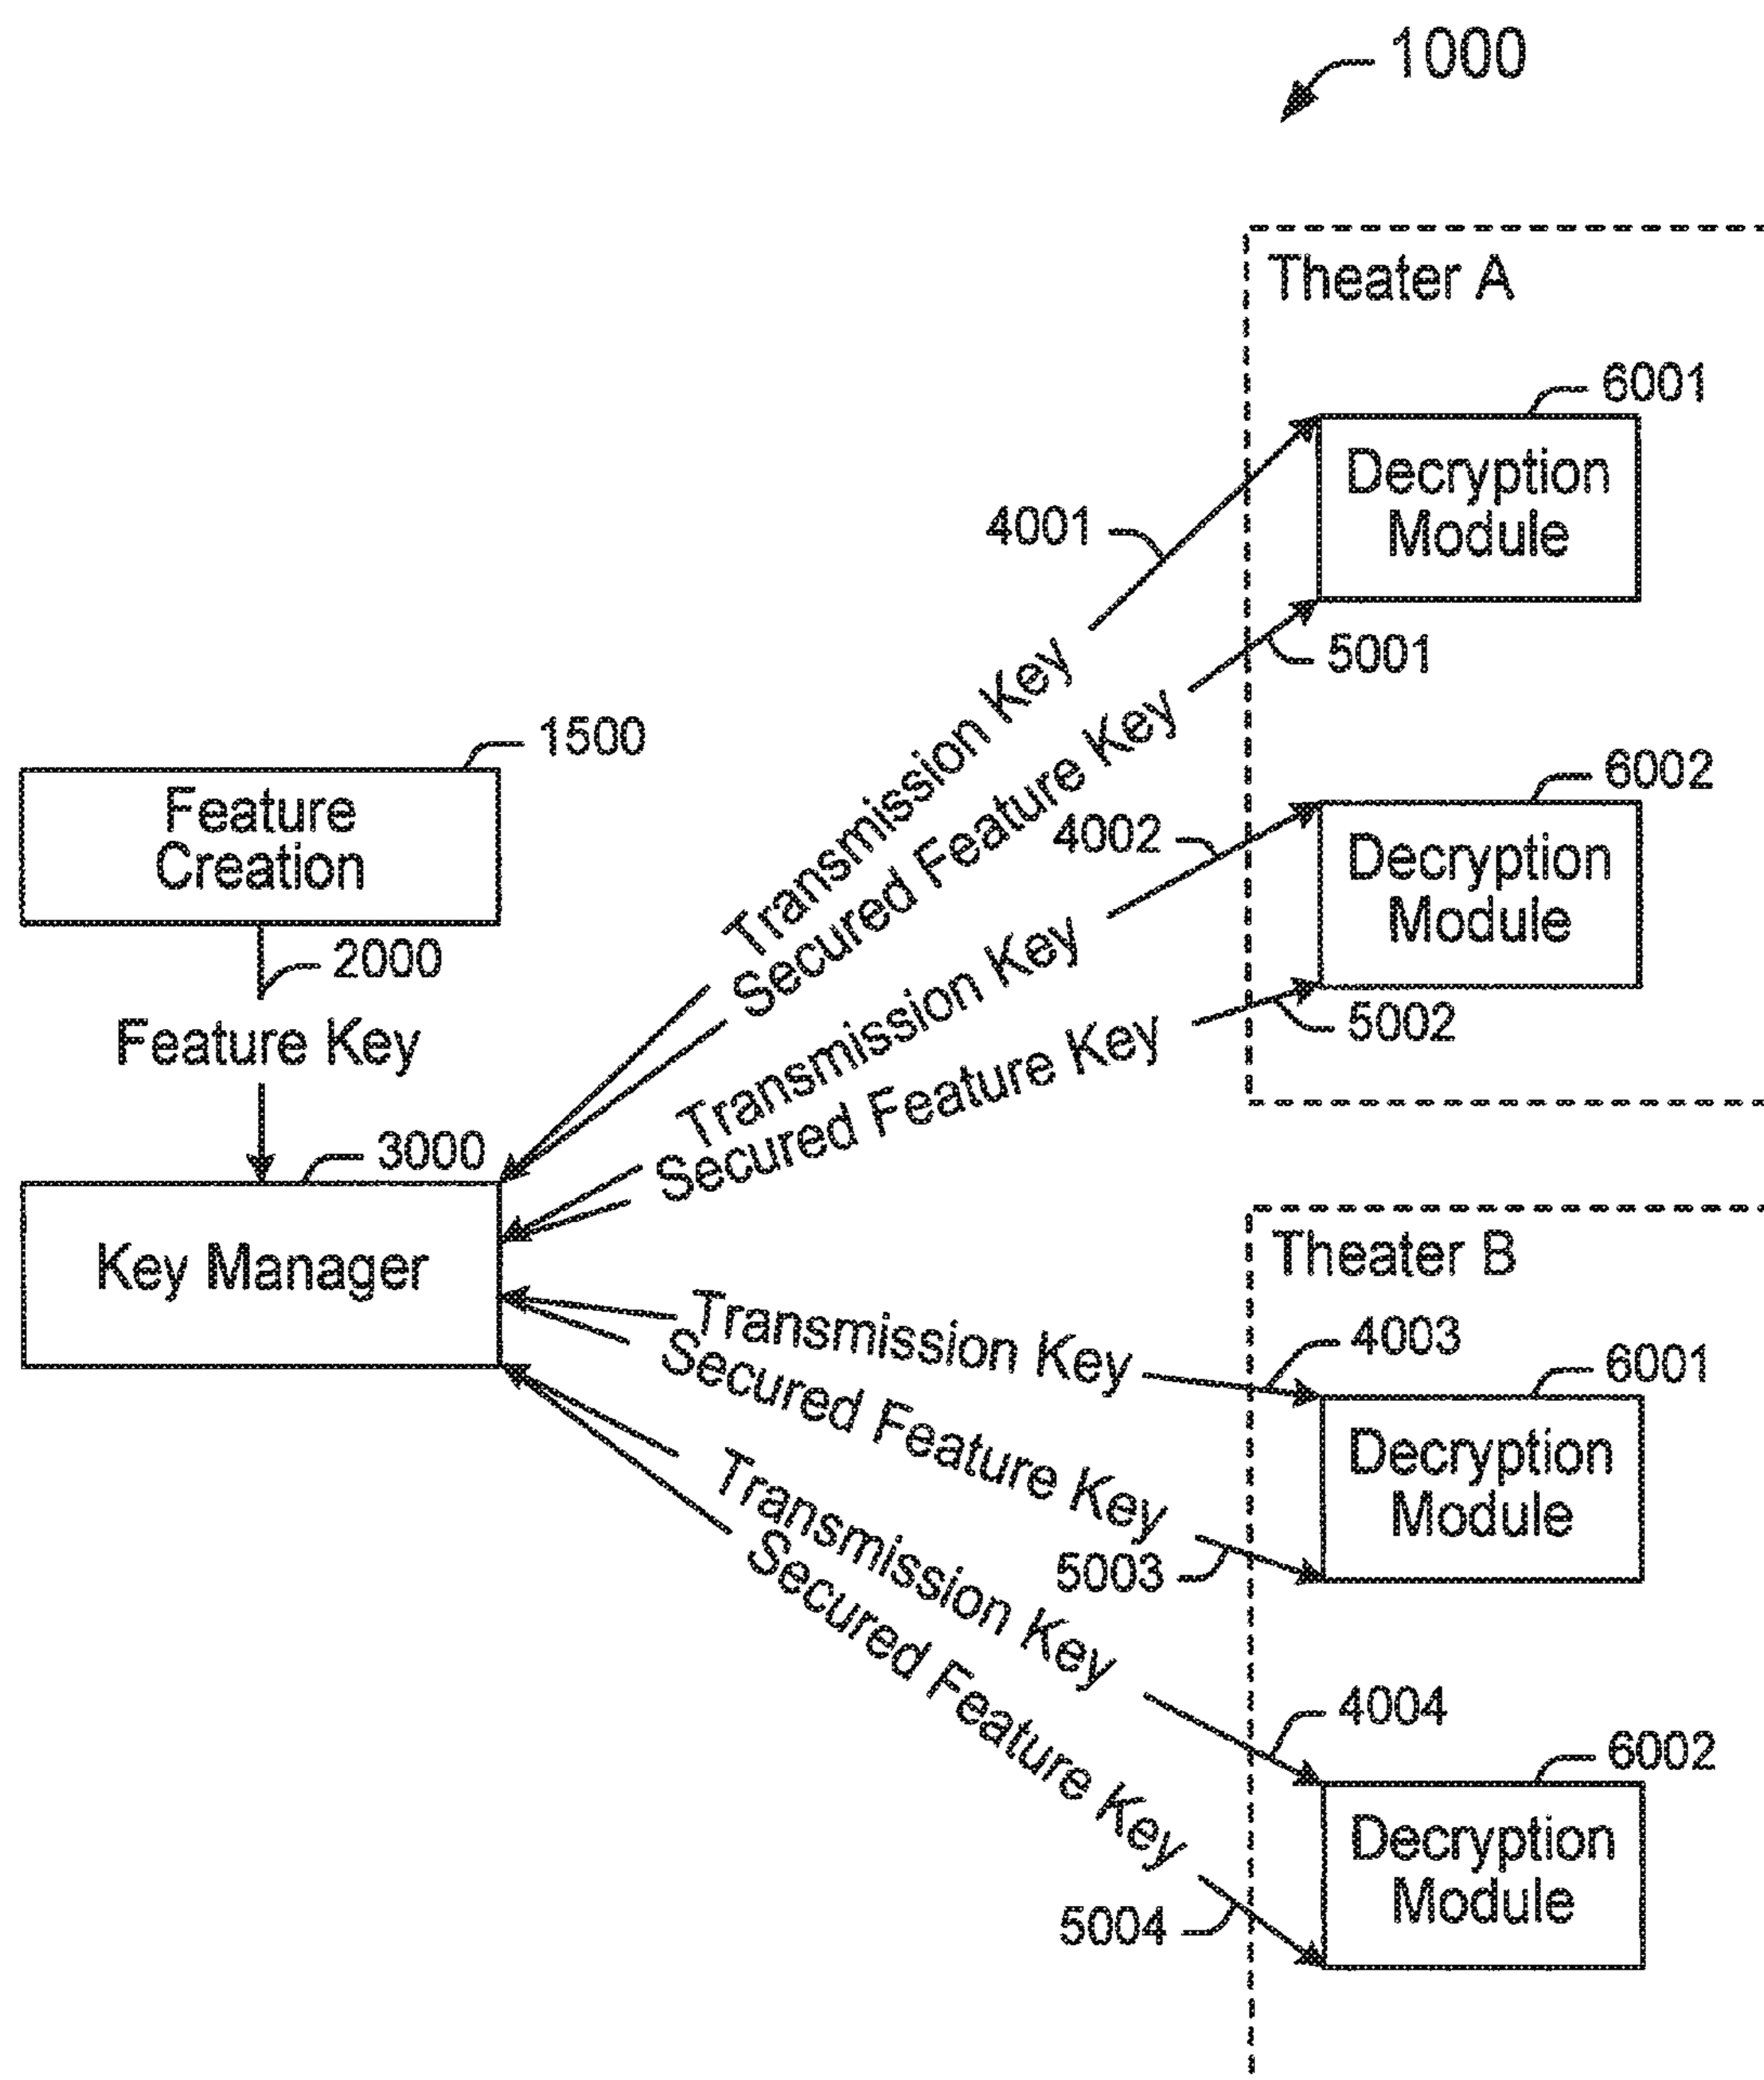 1000
Theater A
6001
Decryption
Module
4001
Transmission Key
5001
Secured Feature Key
1500
Feature
Creation
6002
4002
Decryption
Module
Transmission Key
2000
5002
Secured Feature Key
Feature Key
3000
Key Manager
Theater B
Transmission Key
4003
6001
Secured Feature Key
Decryption
Module
5003
Transmission Key
4004
6002
Secured Feature Key
Decryption
Module
5004